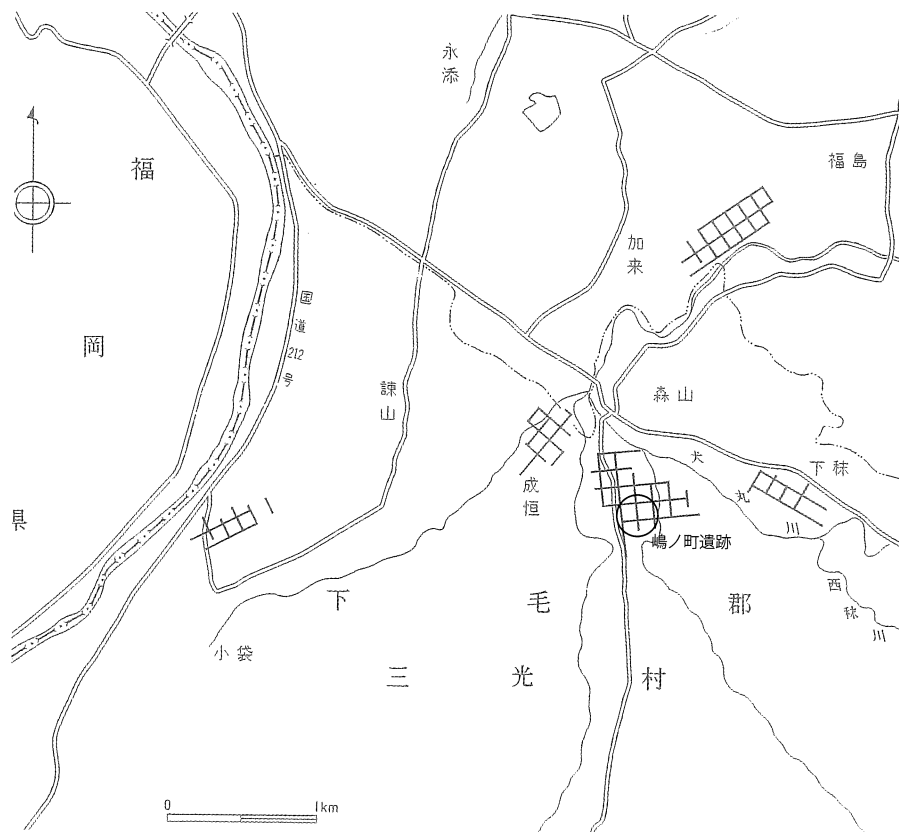 永添
福島
福岡県
加来
国道212号
諫山
森山
下秣
犬丸川
成恒
嶋ノ町遺跡
西秣川
下毛郡
小袋
三光村
0 1km